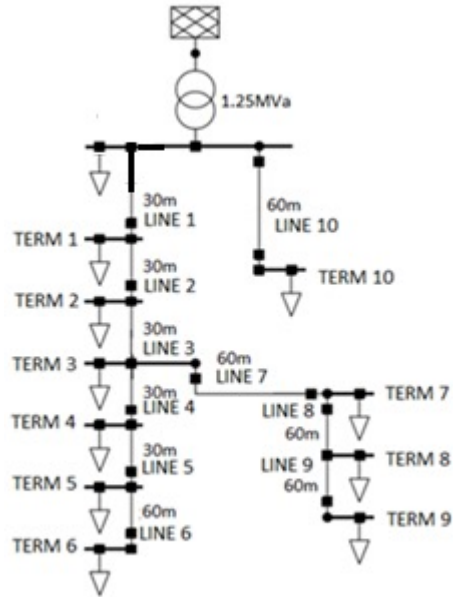 1.25MVa
30m
LINE 1
60m
LINE 10
TERM 1
30m
LINE 2
TERM 10
TERM 2
30m
LINE 3
TERM 3
60m
LINE 7
30m
LINE 4
LINE 8
TERM 7
TERM 4
60m
30m
LINE 5
LINE 9
TERM 8
TERM 5
60m
60m
LINE 6
TERM 9
TERM 6